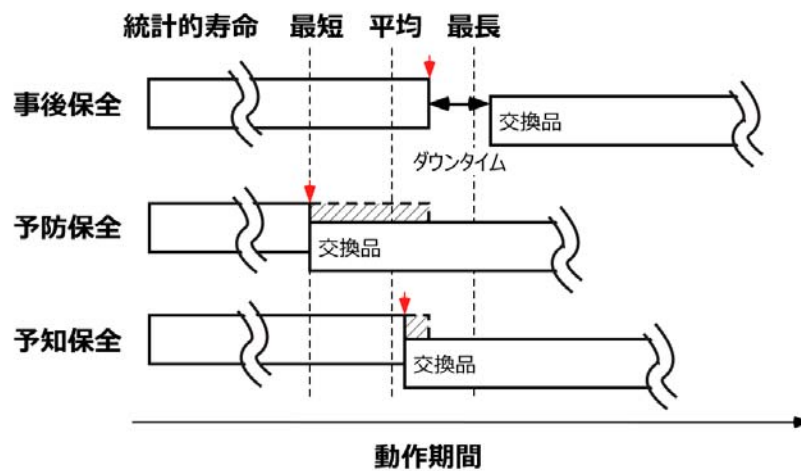 統計的寿命 最短 平均 最長
事後保全
交換品
ダウンタイム
予防保全
交換品
予知保全
交換品
動作期間